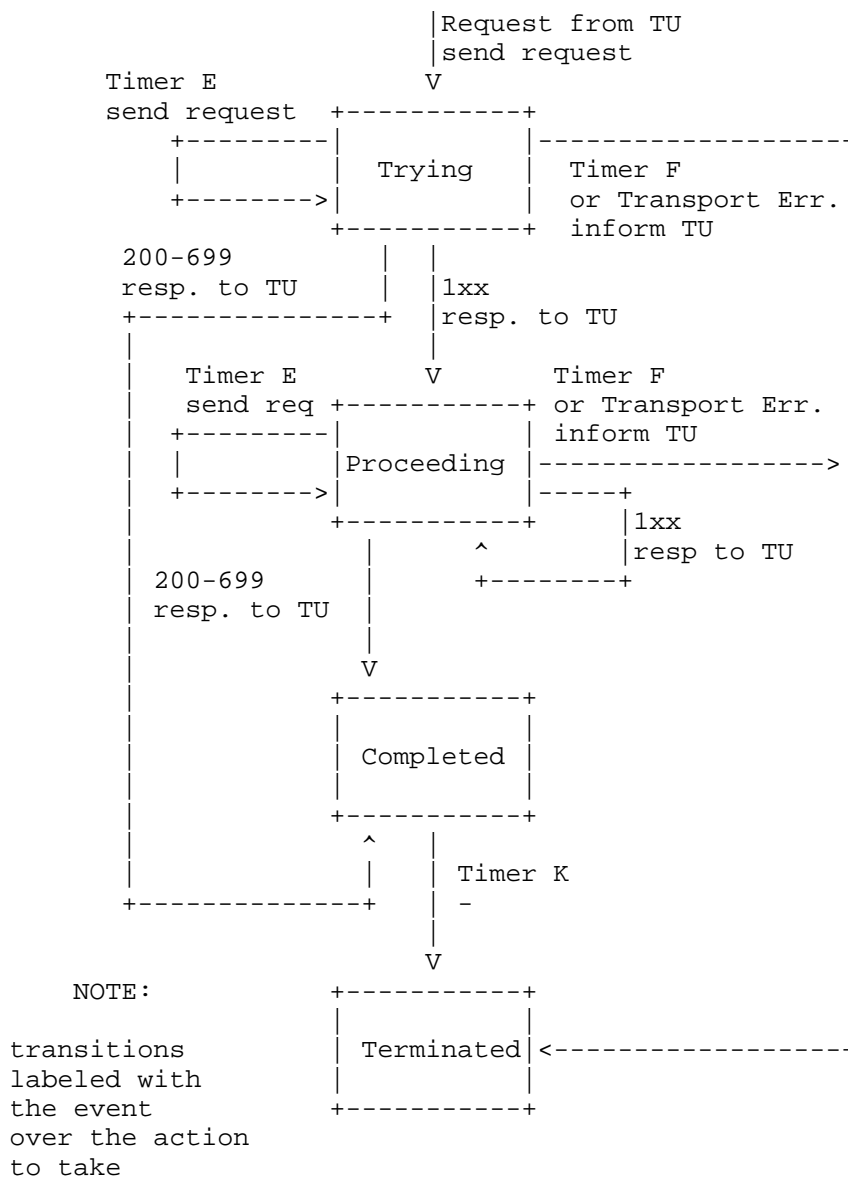 Request from TU
send request
Timer E
send request
Trying
Timer F
or Transport Err.
inform TU
200-699
resp. to TU
1xx
resp. to TU
Timer E
send req
Timer F
or Transport Err.
inform TU
Proceeding
1xx
resp to TU
200-699
resp. to TU
Completed
Timer K
-
NOTE:
transitions
labeled with
the event
over the action
to take
Terminated